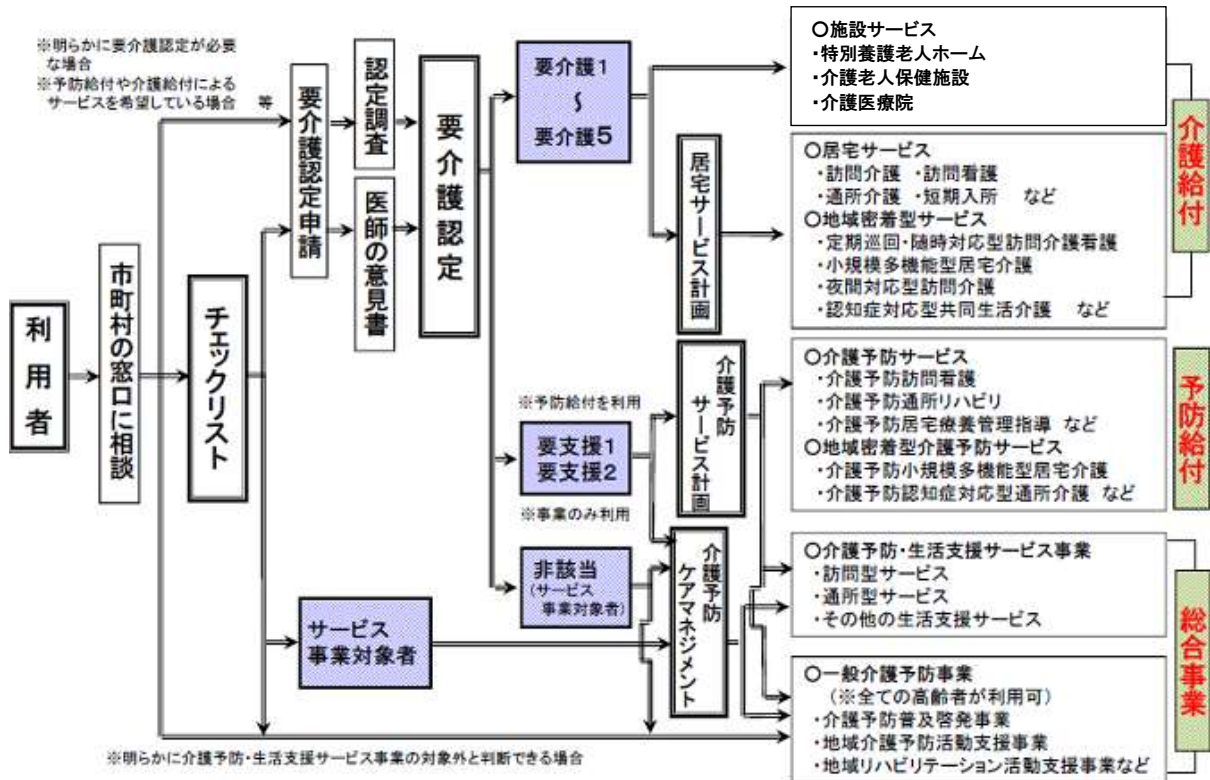 ※明らかに要介護認定が必要
な場合
※予防給付や介護給付による
サービスを希望している場合 等
利用者
市町村の窓口に相談
チェックリスト
要介護認定申請
認定調査
医師の意見書
要介護認定
要介護1
〜
要介護5
※予防給付を利用
要支援1
要支援2
※事業のみ利用
非該当
(サービス
事業対象者)
サービス
事業対象者
居宅サービス計画
介護予防
サービス計画
介護予防
ケアマネジメント
○施設サービス
・特別養護老人ホーム
・介護老人保健施設
・介護医療院
○居宅サービス
・訪問介護 ・訪問看護
・通所介護 ・短期入所 など
○地域密着型サービス
・定期巡回・随時対応型訪問介護看護
・小規模多機能型居宅介護
・夜間対応型訪問介護
・認知症対応型共同生活介護 など
介護給付
○介護予防サービス
・介護予防訪問看護
・介護予防通所リハビリ
・介護予防居宅療養管理指導 など
○地域密着型介護予防サービス
・介護予防小規模多機能型居宅介護
・介護予防認知症対応型通所介護 など
予防給付
○介護予防・生活支援サービス事業
・訪問型サービス
・通所型サービス
・その他の生活支援サービス
○一般介護予防事業
(※全ての高齢者が利用可)
・介護予防普及啓発事業
・地域介護予防活動支援事業
・地域リハビリテーション活動支援事業など
総合事業
※明らかに介護予防・生活支援サービス事業の対象外と判断できる場合